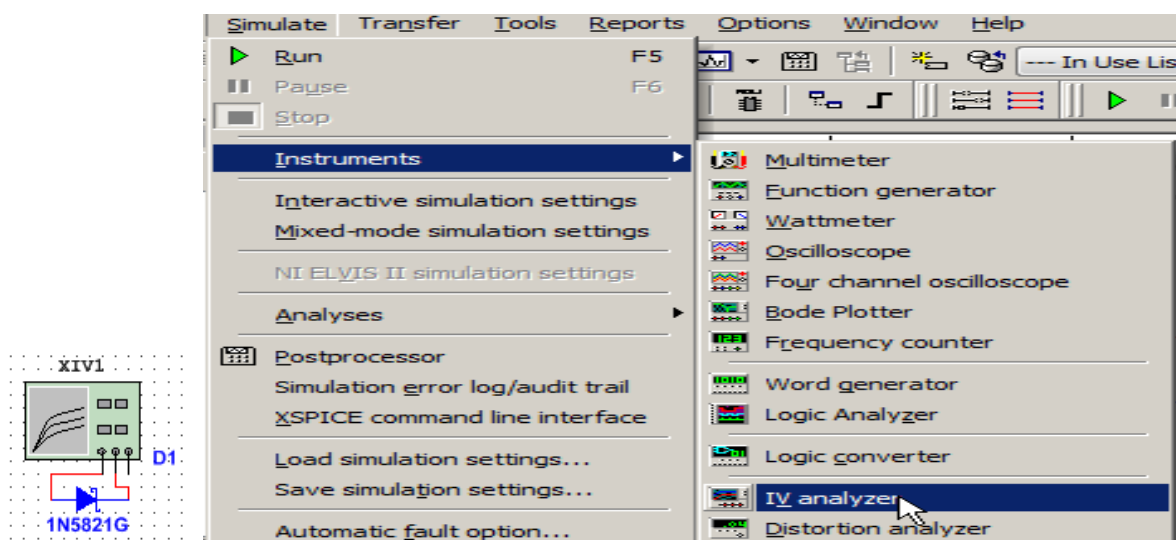 Simulate Transfer Tools Reports Options Window Help
Run F5
Pause F6
Stop
Instruments
Interactive simulation settings
Mixed-mode simulation settings
NI ELVIS II simulation settings
Analyses
Postprocessor
Simulation error log/audit trail
XSPICE command line interface
Load simulation settings...
Save simulation settings...
Automatic fault option...
--- In Use Lis
Multimeter
Function generator
Wattmeter
Oscilloscope
Four channel oscilloscope
Bode Plotter
Frequency counter
Word generator
Logic Analyzer
Logic converter
IV analyzer
Distortion analyzer
XIV1
D1
1N5821G